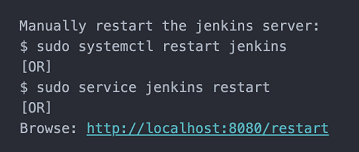 Manually restart the jenkins server:
$ sudo systemctl restart jenkins
[OR]
$ sudo service jenkins restart
[OR]
Browse: http://localhost:8080/restart